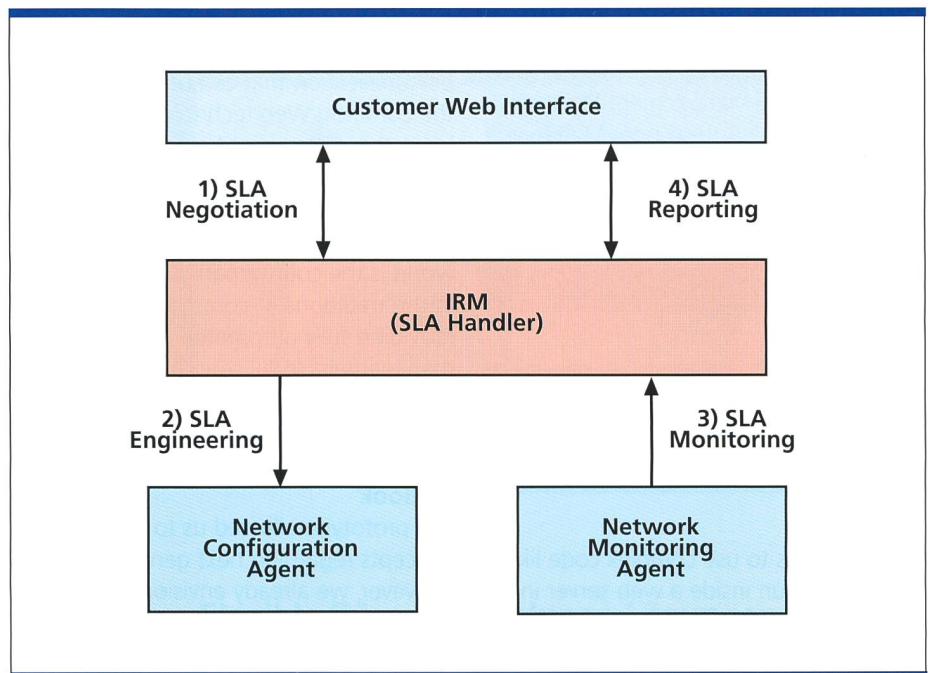 Customer Web Interface
1) SLA
Negotiation
4) SLA
Reporting
IRM
(SLA Handler)
2) SLA
Engineering
3) SLA
Monitoring
Network
Configuration
Agent
Network
Monitoring
Agent